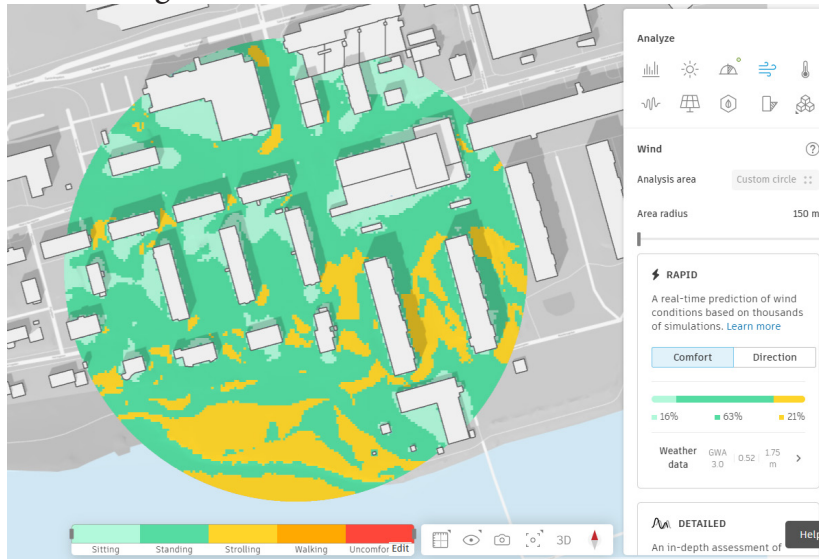 Analyze
Wind
Analysis area Custom circle
Area radius 150 m
RAPID
A real-time prediction of wind
conditions based on thousands
of simulations. Learn more
Comfort Direction
16% 63% 21%
Weather data GWA 3.0 0.52 1.75 m
DETAILED
An in-depth assessment of
Help
Sitting Standing Strolling Walking Uncomfor Edit
3D